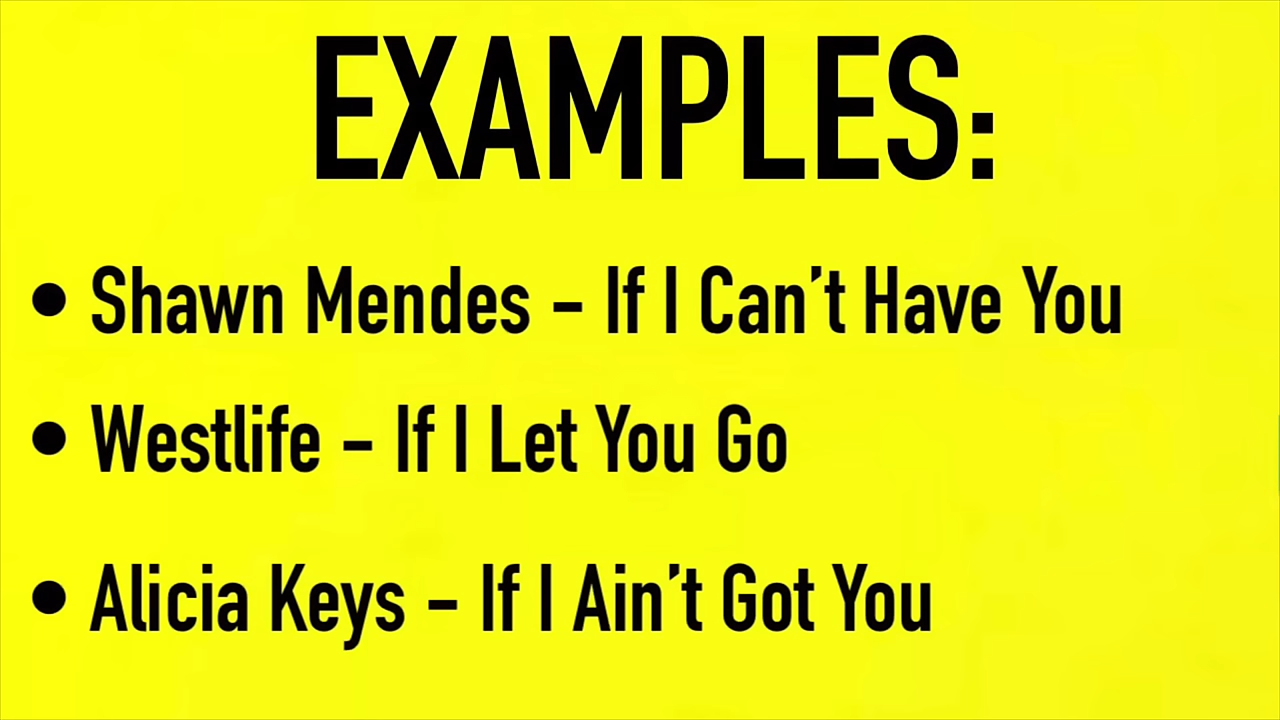 EXAMPLES:
• Shawn Mendes – If I Can’t Have You
• Westlife – If I Let You Go
• Alicia Keys – If I Ain’t Got You